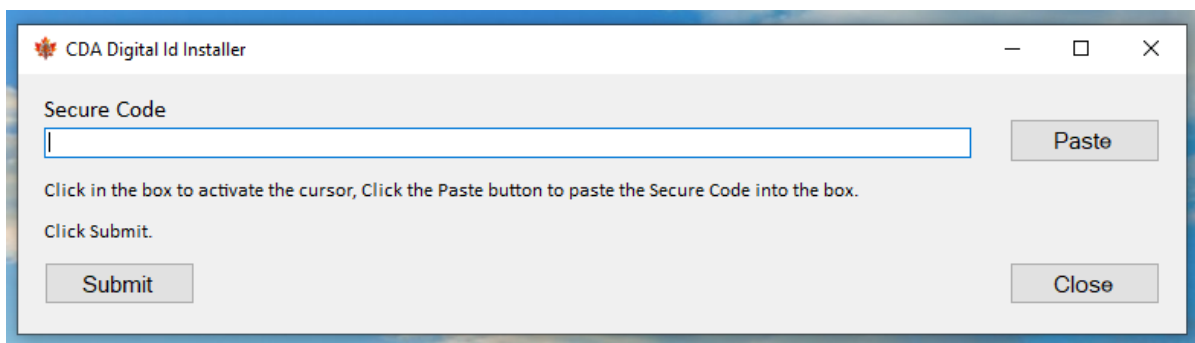 CDA Digital Id Installer
Secure Code
Paste
Click in the box to activate the cursor, Click the Paste button to paste the Secure Code into the box.
Click Submit.
Submit
Close